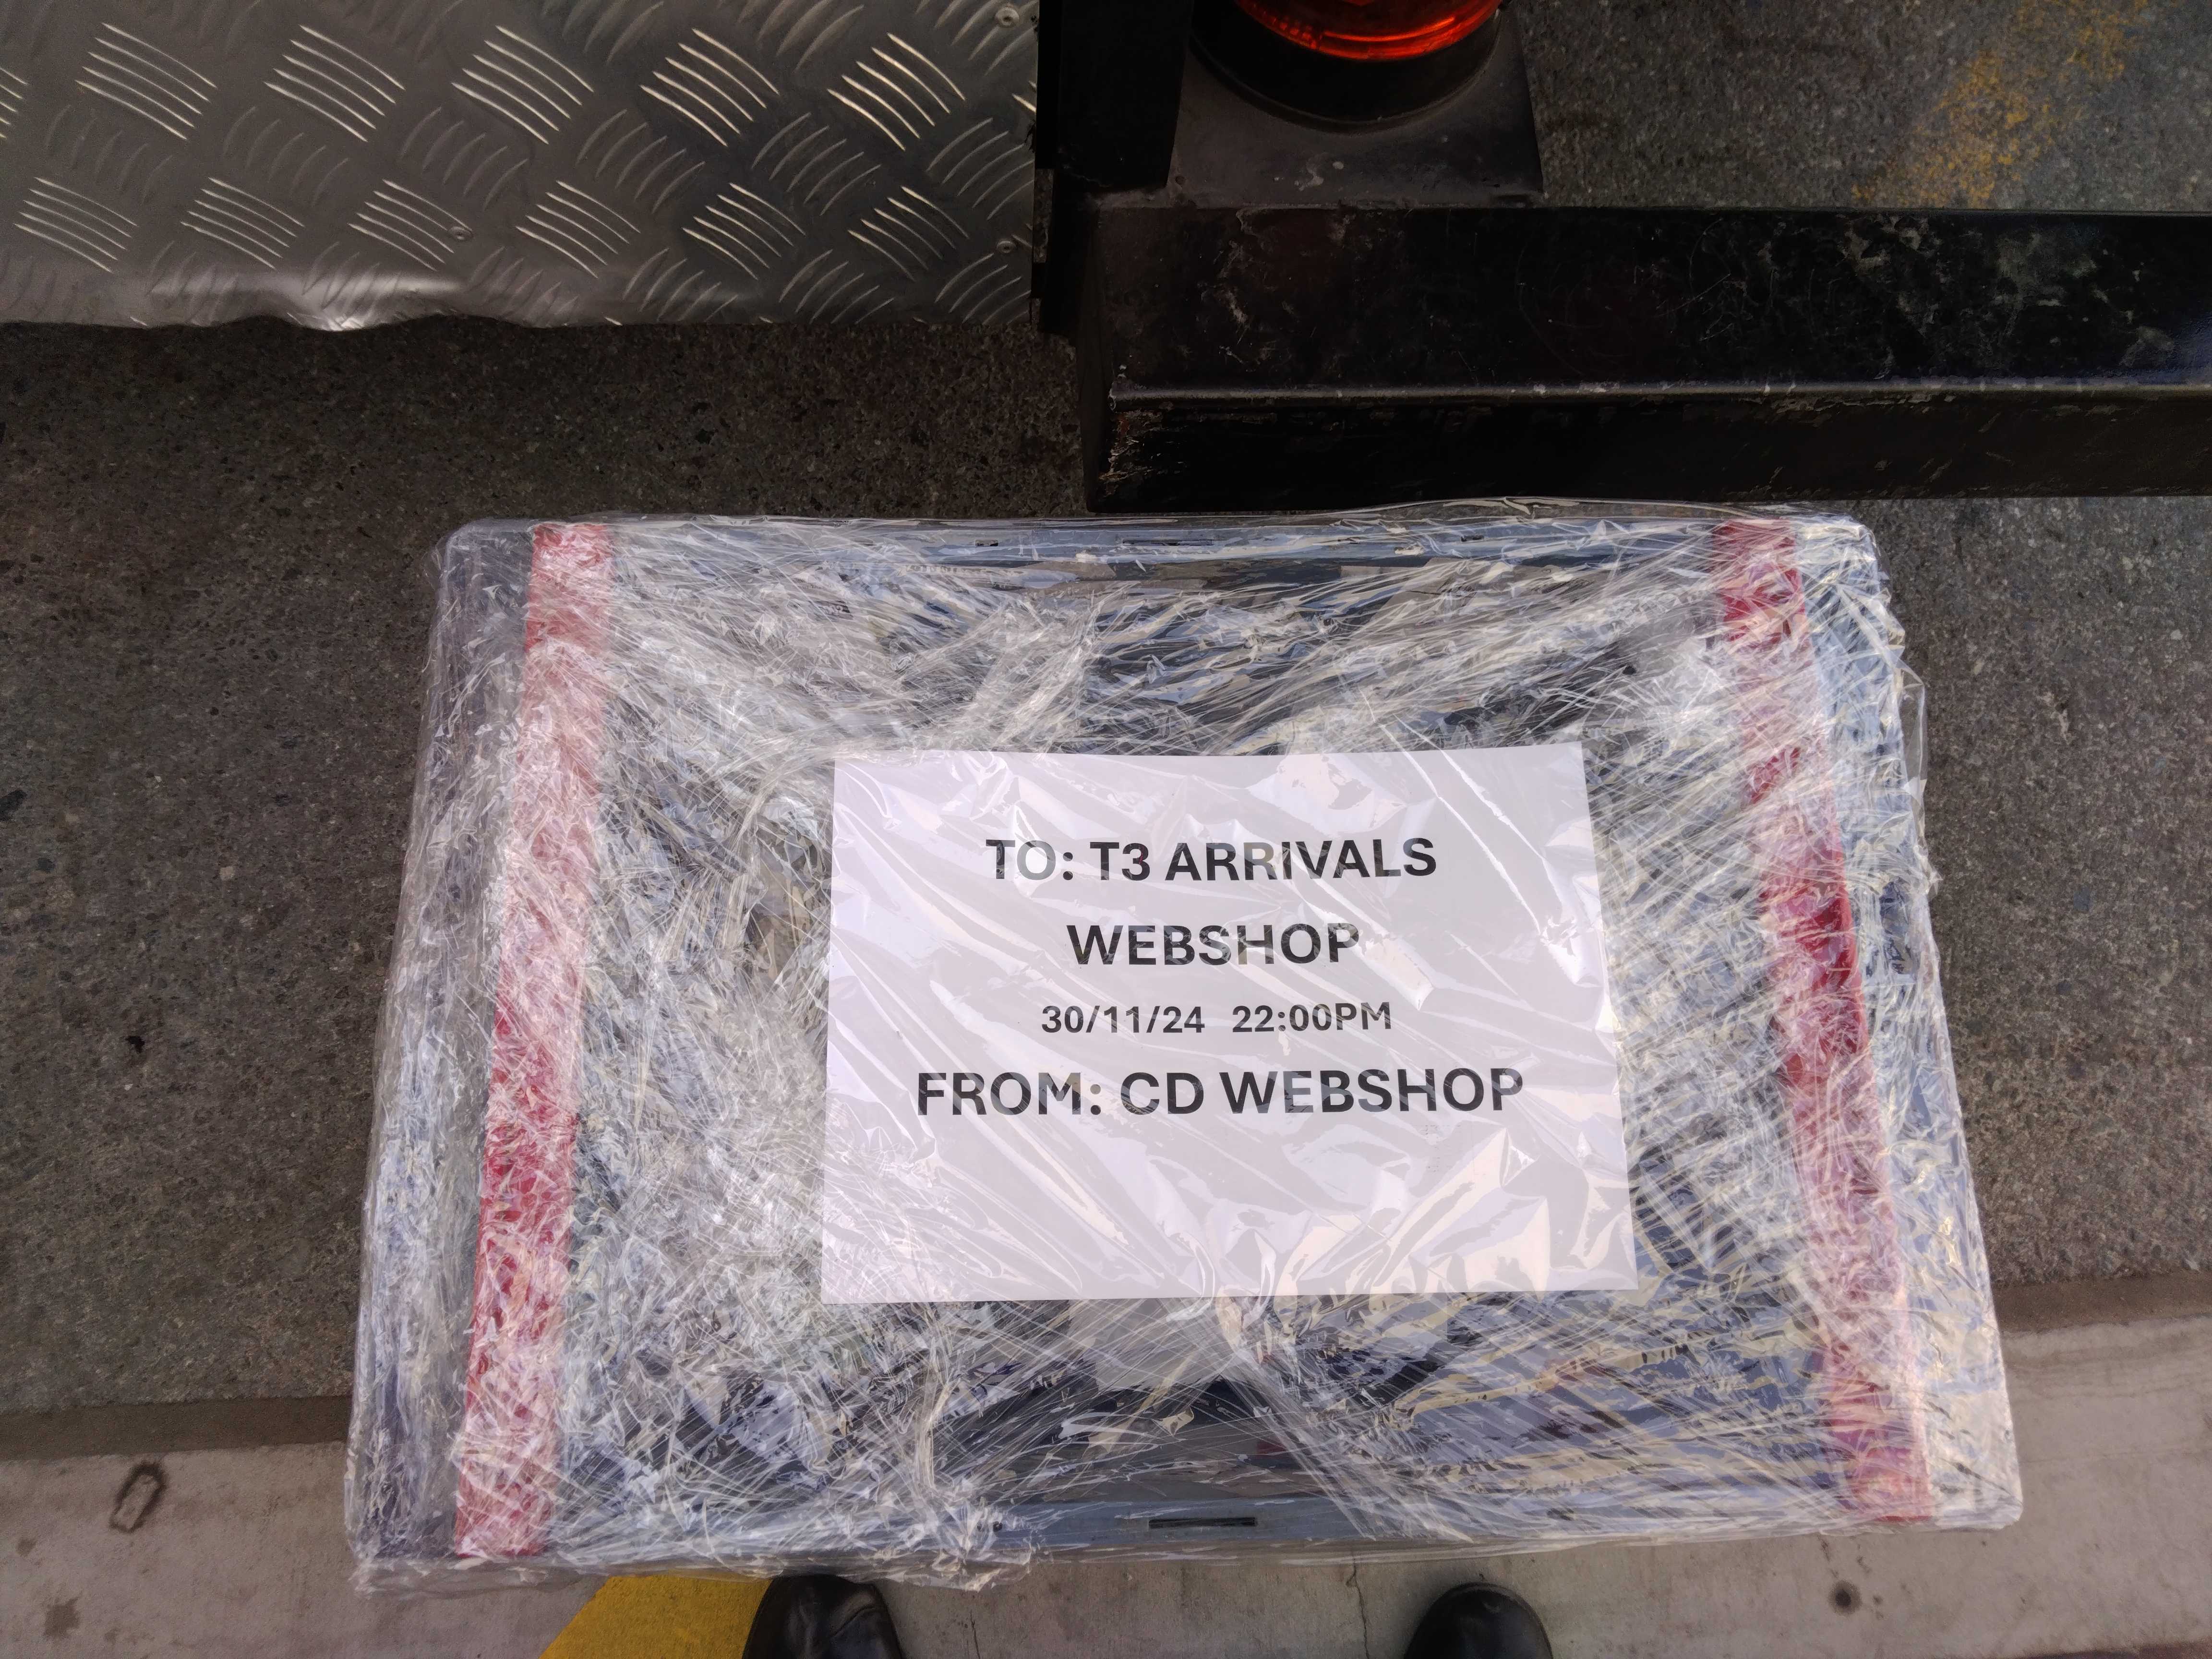 TO: T3 ARRIVALS
WEBSHOP
30/11/24 22:00PM
FROM: CD WEBSHOP